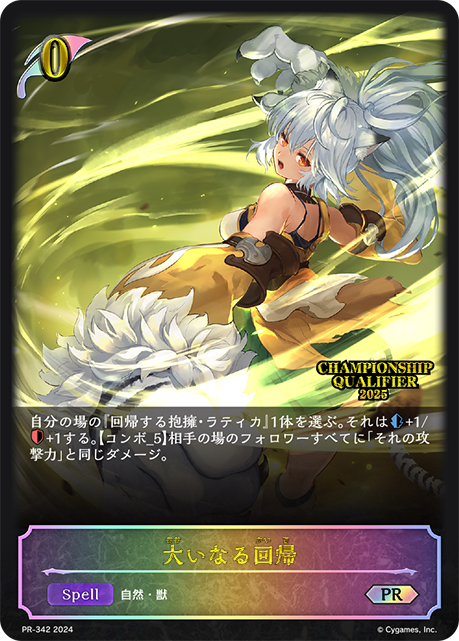 0
CHAMPIONSHIP
QUALIFIER
2025
自分の場の『回帰する抱擁・ラティカ』1体を選ぶ。それは+1/
+1する。【コンボ_5】相手の場のフォロワーすべてに「それの攻
撃力」と同じダメージ。
大いなる回帰
Spell 自然・獣 PR
PR-342 2024 © Cygames, Inc.